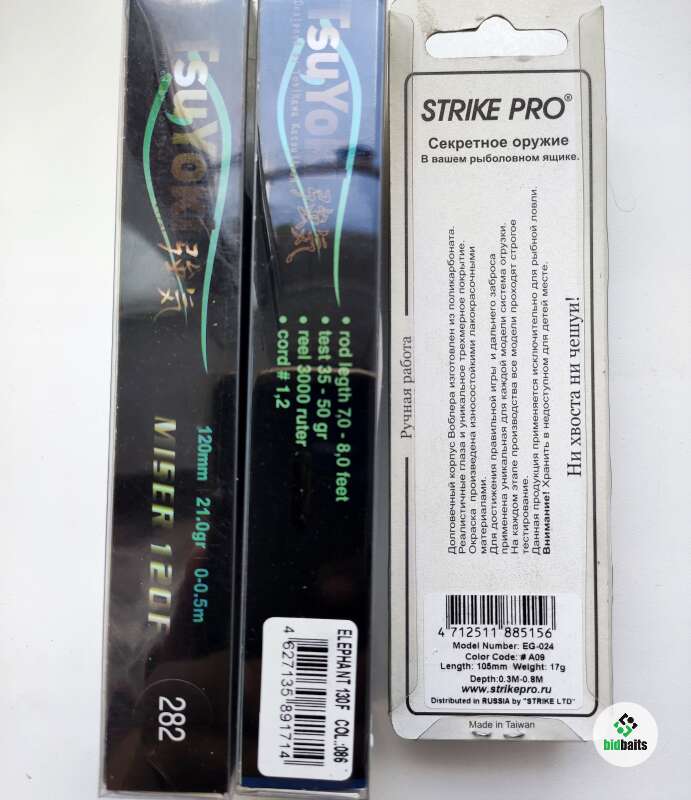 TsuYoki
強気
MISER 120F
120mm 21.0gr 0-0.5m
282
TsuYoki
強気
• rod legth 7,0 - 8,0 feet
• test 35 - 50 gr
• reel 3000 ruler
• cord # 1,2
ELEPHANT 130F COL.:086
4 627135 891714
STRIKE PRO®
Секретное оружие
В вашем рыболовном ящике.
Ручная работа
Долговечный корпус Воблера изготовлен из поликарбоната.
Реалистичные глаза и уникальное трехмерное покрытие.
Окраска произведена износостойкими лакокрасочными
материалами.
Для достижения правильной игры и дальнего заброса
применена уникальная для каждой модели система огрузки.
На каждом этапе производства все модели проходят строгое
тестирование.
Данная продукция применяется исключительно для рыбной ловли.
Внимание! Хранить в недоступном для детей месте.
Ни хвоста ни чешуи!
4 712511 885156
Model Number: EG-024
Color Code: # A09
Length: 105mm Weight: 17g
Depth:0.3M-0.8M
www.strikepro.ru
Distributed in RUSSIA by "STRIKE LTD"
Made in Taiwan
bidbaits